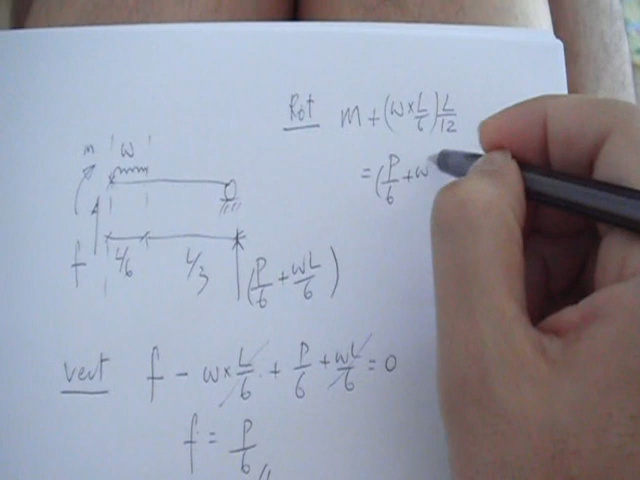 Rot m + (w × L/6) L/12
= (P/6 + w
m w
f L/6 L/3 (P/6 + wL/6)
Vert f - w × L/6 + P/6 + wL/6 = 0
f = P/6 //